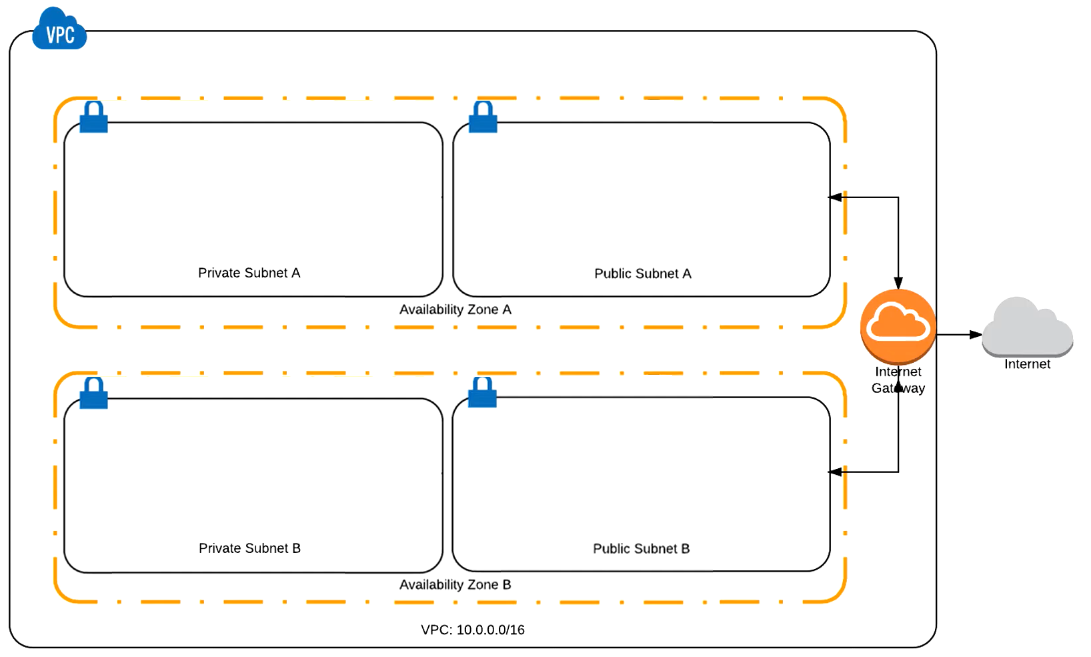 VPC
Private Subnet A
Public Subnet A
Availability Zone A
Internet
Gateway
Internet
Private Subnet B
Public Subnet B
Availability Zone B
VPC: 10.0.0.0/16